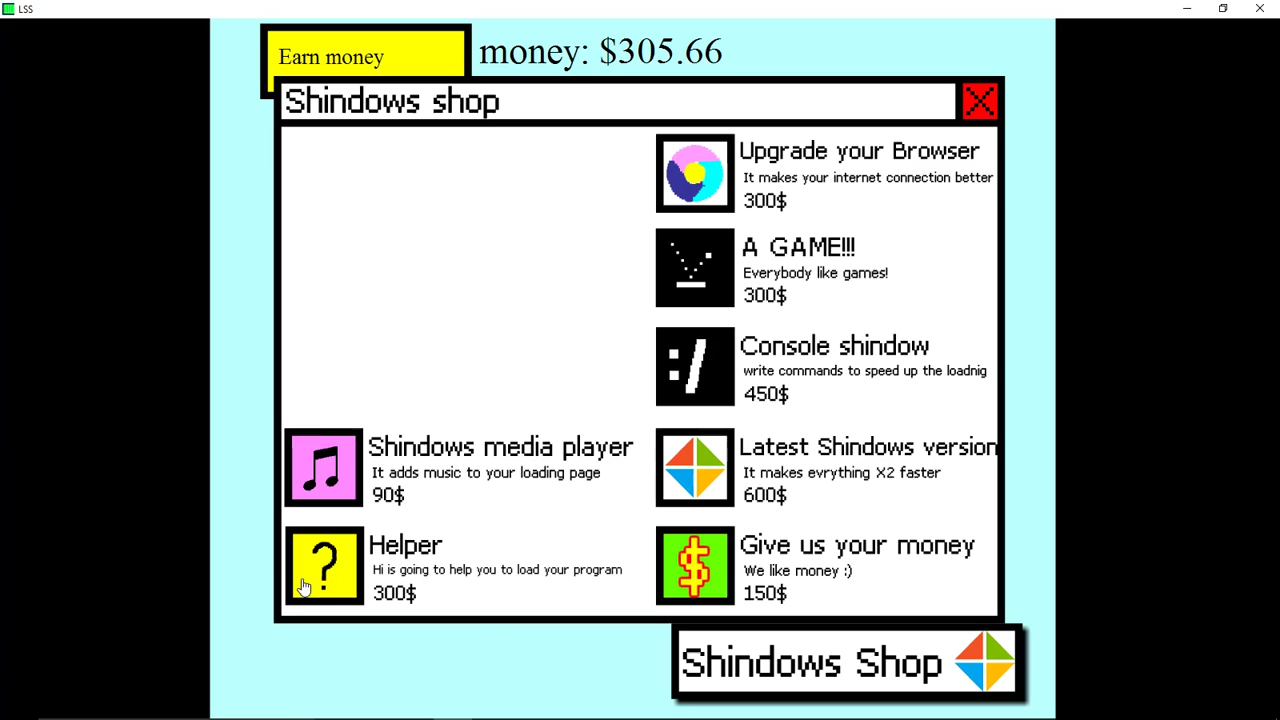 LSS
Earn money
money: $305.66
Shindows shop
Upgrade your Browser
It makes your internet connection better
300$
A GAME!!!
Everybody like games!
300$
Console shindow
write commands to speed up the loadnig
450$
Shindows media player
It adds music to your loading page
90$
Latest Shindows version
It makes evrything X2 faster
600$
Helper
Hi is going to help you to load your program
300$
Give us your money
We like money :)
150$
Shindows Shop